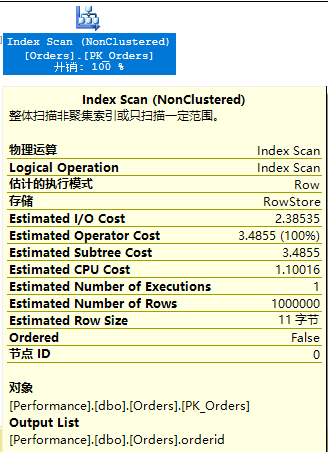 Index Scan (NonClustered)
[Orders].[PK_Orders]
开销: 100 %
Index Scan (NonClustered)
整体扫描非聚集索引或只扫描一定范围。
物理运算 Index Scan
Logical Operation Index Scan
估计的执行模式 Row
存储 RowStore
Estimated I/O Cost 2.38535
Estimated Operator Cost 3.4855 (100%)
Estimated Subtree Cost 3.4855
Estimated CPU Cost 1.10016
Estimated Number of Executions 1
Estimated Number of Rows 1000000
Estimated Row Size 11 字节
Ordered False
节点 ID 0
对象
[Performance].[dbo].[Orders].[PK_Orders]
Output List
[Performance].[dbo].[Orders].orderid